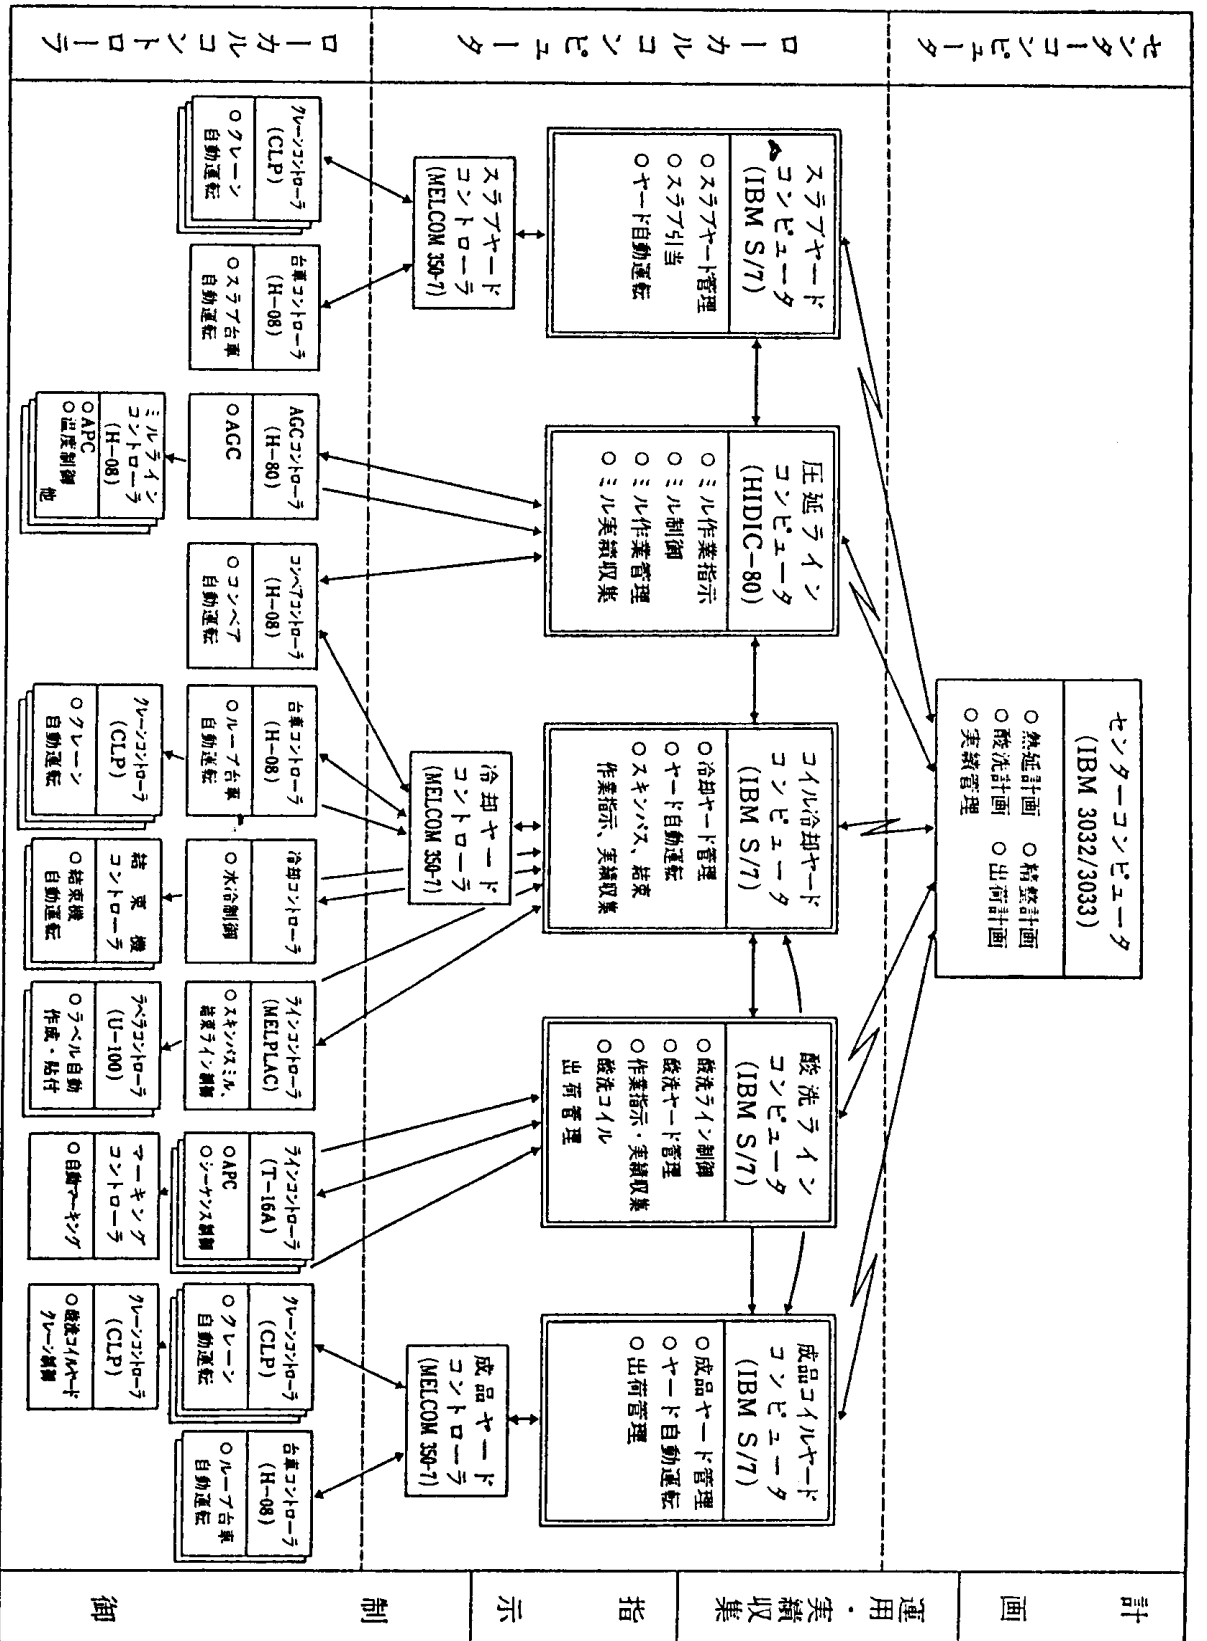 センターコンピュータ
ローカルコンピュータ
ローカルコントローラ
センターコンピュータ
(IBM 3032/3033)
○熱延計画 ○精整計画
○酸洗計画 ○出荷計画
○実績管理
スラブヤード
コンピュータ
(IBM S/7)
○スラブヤード管理
○スラブ引当
○ヤード自動運転
圧延ライン
コンピュータ
(HIDIC-80)
○ミル作業指示
○ミル制御
○ミル作業管理
○ミル実績収集
コイル冷却ヤード
コンピュータ
(IBM S/7)
○冷却ヤード管理
○ヤード自動運転
○スキンパス、結束
作業指示、実績収集
酸洗ライン
コンピュータ
(IBM S/7)
○酸洗ライン制御
○酸洗ヤード管理
○作業指示・実績収集
○酸洗コイル
出荷管理
成品コイルヤード
コンピュータ
(IBM S/7)
○成品ヤード管理
○ヤード自動運転
○出荷管理
スラブヤード
コントローラ
(MELCOM 350-7)
冷却ヤード
コントローラ
(MELCOM 350-7)
成品ヤード
コントローラ
(MELCOM 350-7)
クレーンコントローラ
(CLP)
○クレーン
自動運転
台車コントローラ
(H-08)
○スラブ台車
自動運転
AGCコントローラ
(H-80)
○AGC
コンベアコントローラ
(H-08)
○コンベア
自動運転
台車コントローラ
(H-08)
○ループ台車
自動運転
冷却コントローラ
○水冷制御
ラインコントローラ
(MELPLAC)
○スキンパスミル、
結束ライン制御
ラインコントローラ
(T-16A)
○APC
○シーケンス制御
クレーンコントローラ
(CLP)
○クレーン
自動運転
台車コントローラ
(H-08)
○ループ台車
自動運転
ミルライン
コントローラ
(H-08)
○APC
○温度制御
他
クレーンコントローラ
(CLP)
○クレーン
自動運転
結束機
コントローラ
○結束機
自動運転
ラベラコントローラ
(U-100)
○ラベル自動
作成・貼付
マーキング
コントローラ
○自動マーキング
クレーンコントローラ
(CLP)
○酸洗コイルヤード
クレーン制御
計画
運用・実績収集
指示
制御